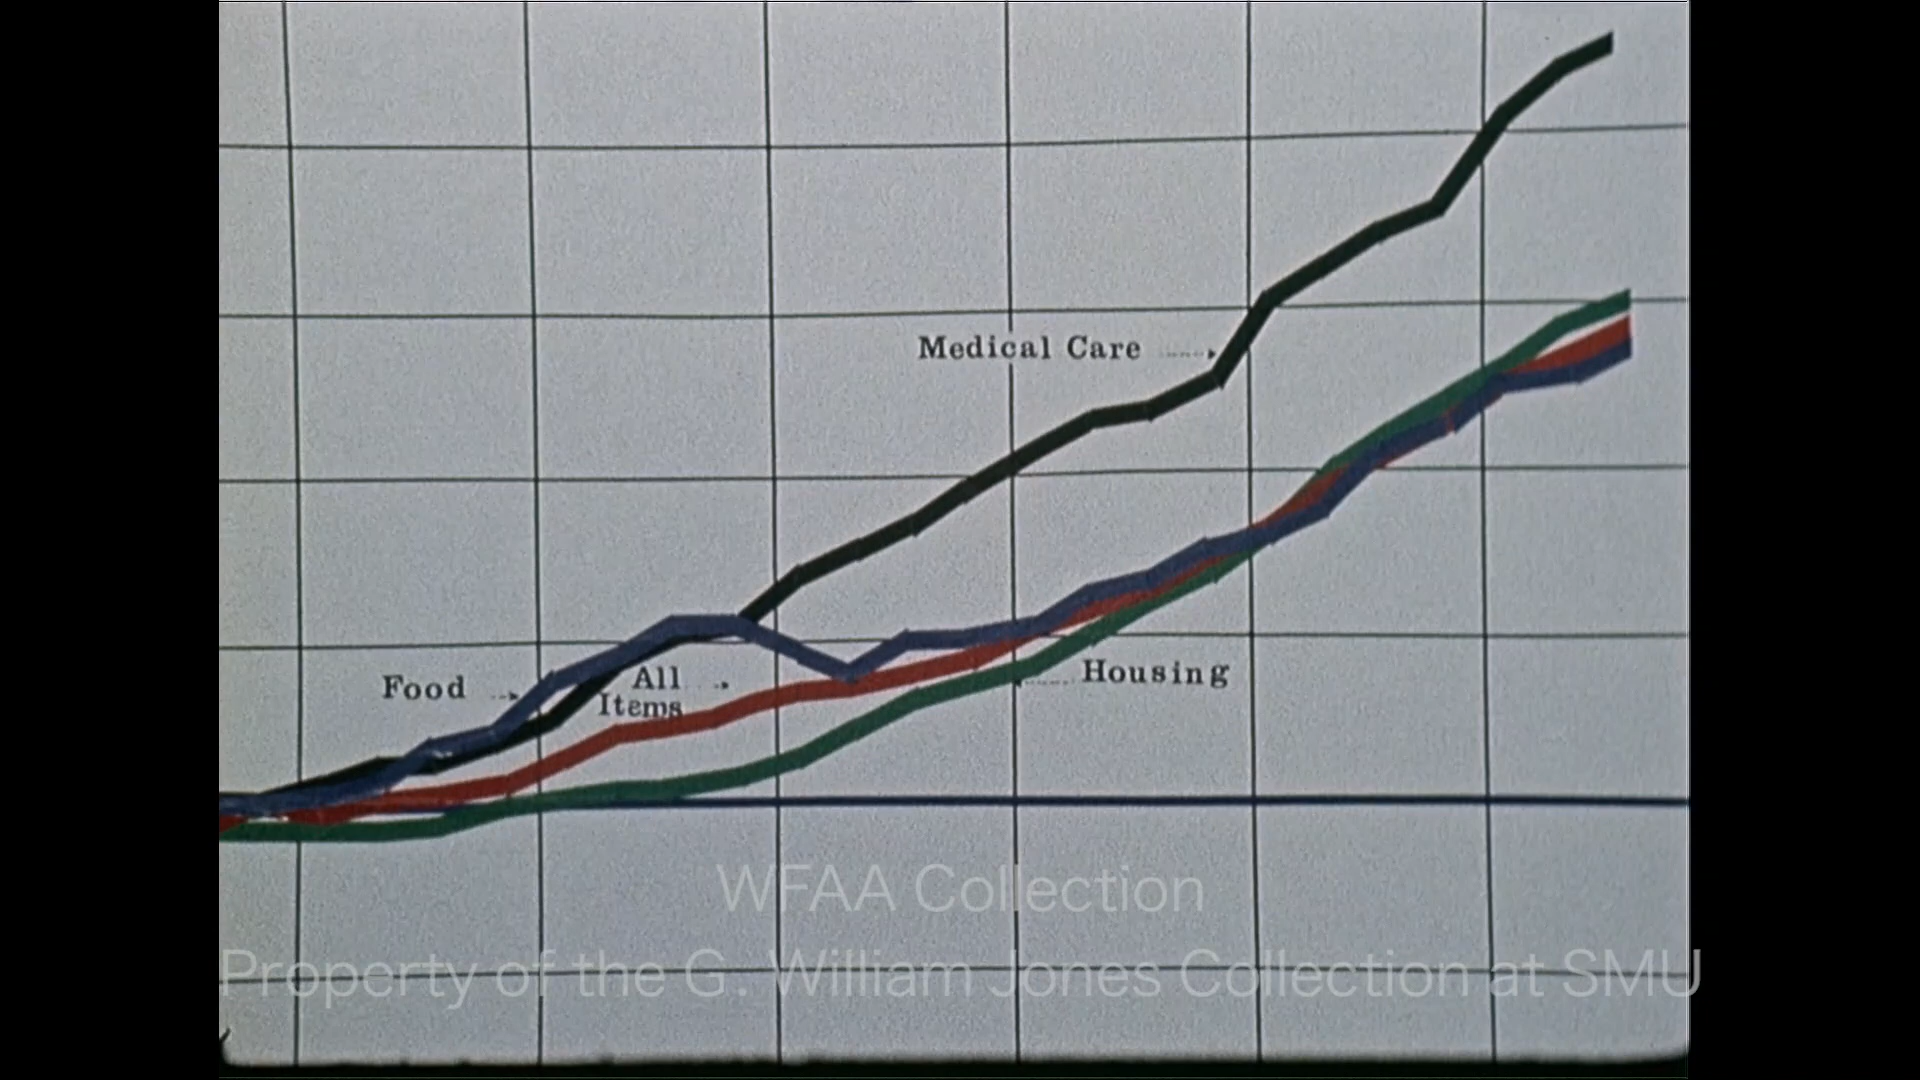 Medical Care
Food
All
Items
Housing
WFAA Collection
Property of the G. William Jones Collection at SMU